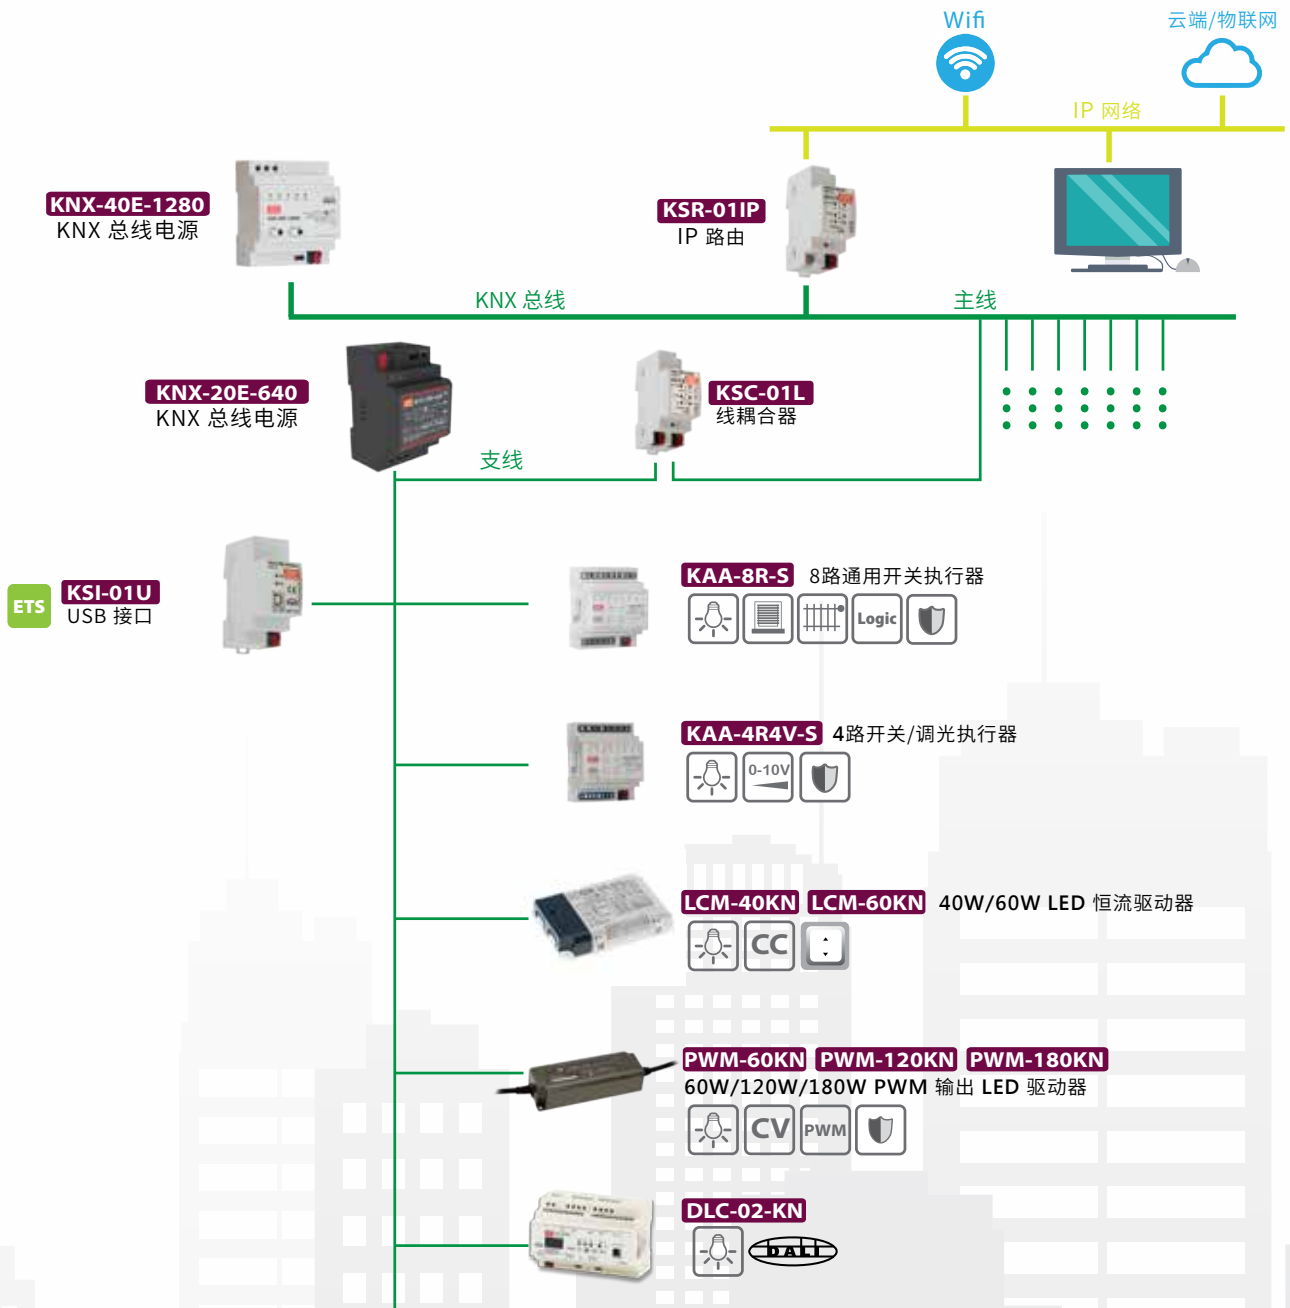 Wifi
云端/物联网
IP 网络
KNX-40E-1280
KNX 总线电源
KSR-01IP
IP 路由
KNX 总线
主线
KNX-20E-640
KNX 总线电源
KSC-01L
线耦合器
支线
ETS
KSI-01U
USB 接口
KAA-8R-S 8路通用开关执行器
Logic
KAA-4R4V-S 4路开关/调光执行器
0-10V
LCM-40KN LCM-60KN 40W/60W LED 恒流驱动器
CC
PWM-60KN PWM-120KN PWM-180KN
60W/120W/180W PWM 输出 LED 驱动器
CV PWM
DLC-02-KN
DALI